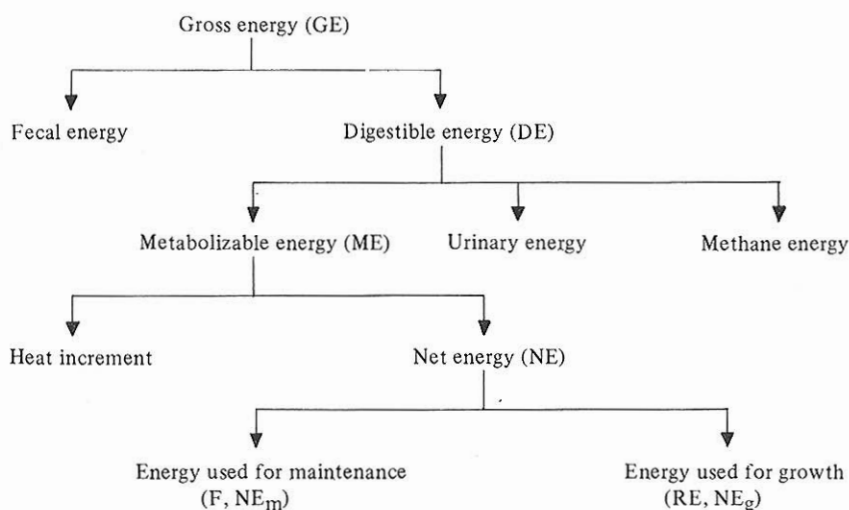 Gross energy (GE)
Fecal energy
Digestible energy (DE)
Metabolizable energy (ME)
Urinary energy
Methane energy
Heat increment
Net energy (NE)
Energy used for maintenance
(F, NEm)
Energy used for growth
(RE, NEg)